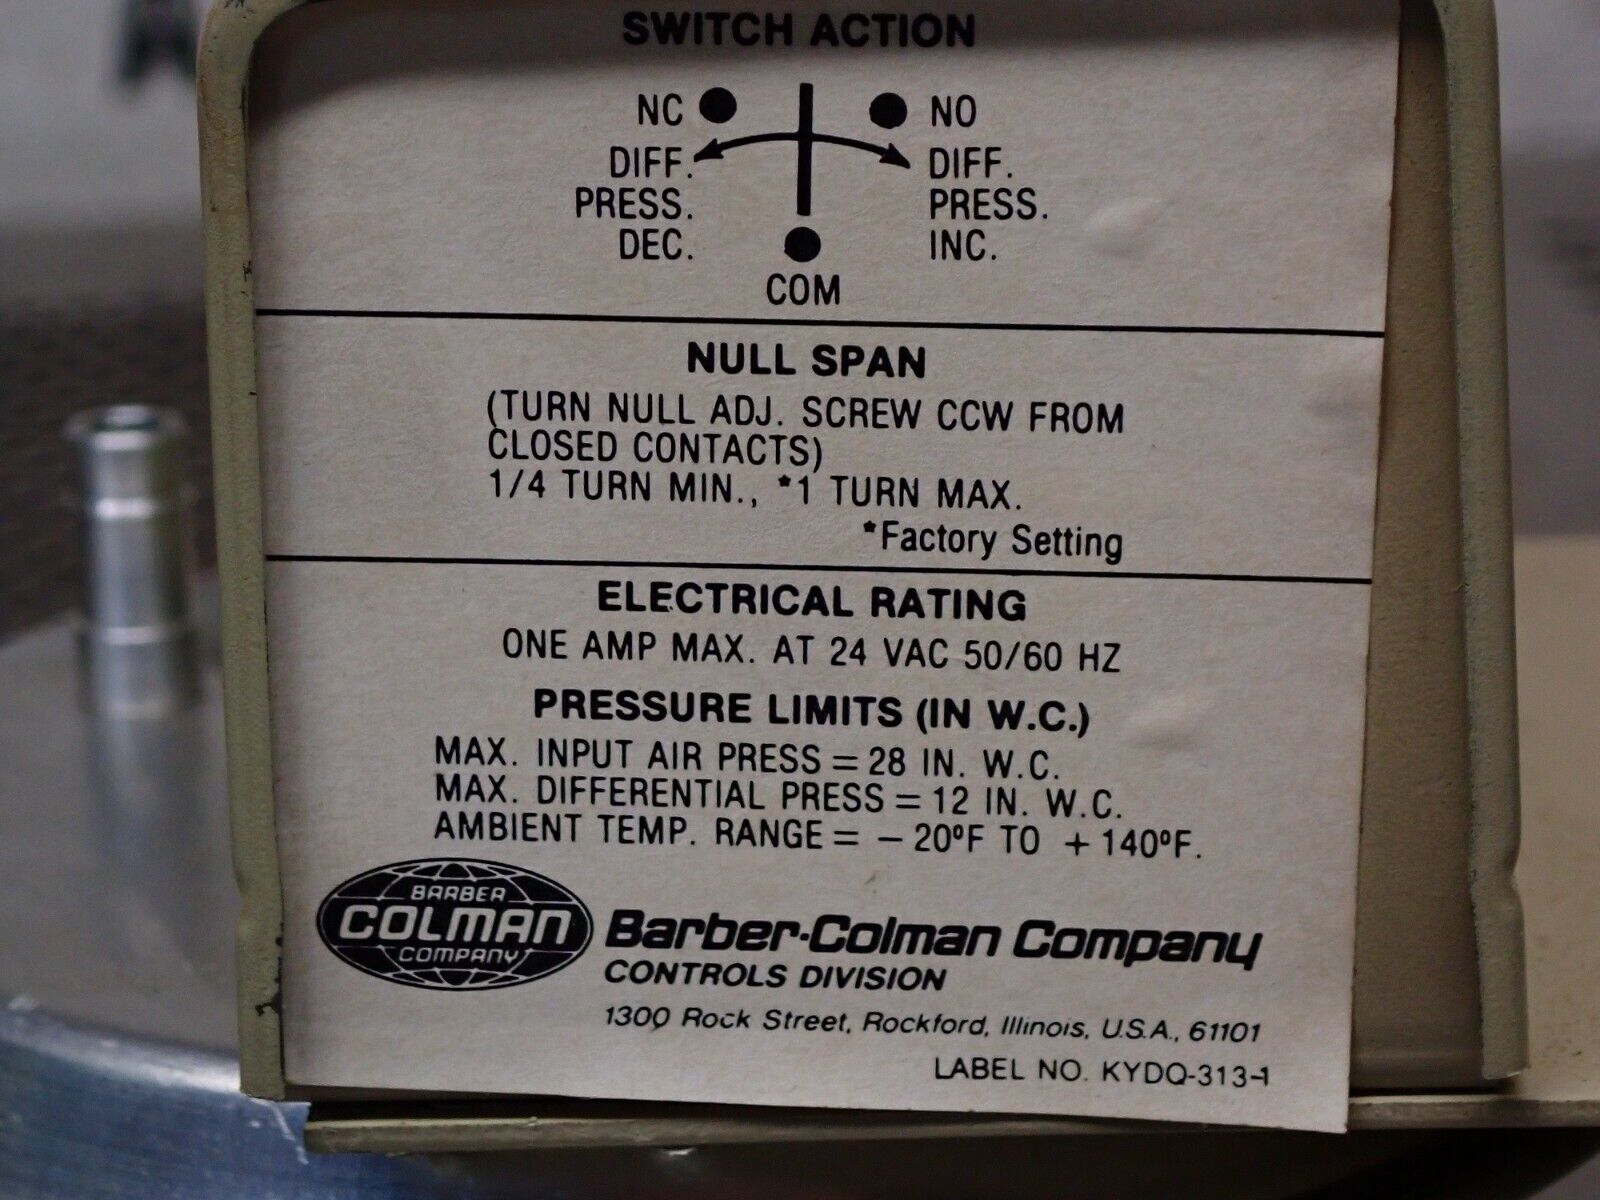 SWITCH ACTION
NC NO
DIFF. DIFF.
PRESS. PRESS.
DEC. INC.
COM
NULL SPAN
(TURN NULL ADJ. SCREW CCW FROM
CLOSED CONTACTS)
1/4 TURN MIN., *1 TURN MAX.
*Factory Setting
ELECTRICAL RATING
ONE AMP MAX. AT 24 VAC 50/60 HZ
PRESSURE LIMITS (IN W.C.)
MAX. INPUT AIR PRESS = 28 IN. W.C.
MAX. DIFFERENTIAL PRESS = 12 IN. W.C.
AMBIENT TEMP. RANGE = − 20ºF TO + 140ºF.
BARBER
COLMAN
COMPANY
Barber-Colman Company
CONTROLS DIVISION
1300 Rock Street, Rockford, Illinois, U.S.A., 61101
LABEL NO. KYDQ-313-1